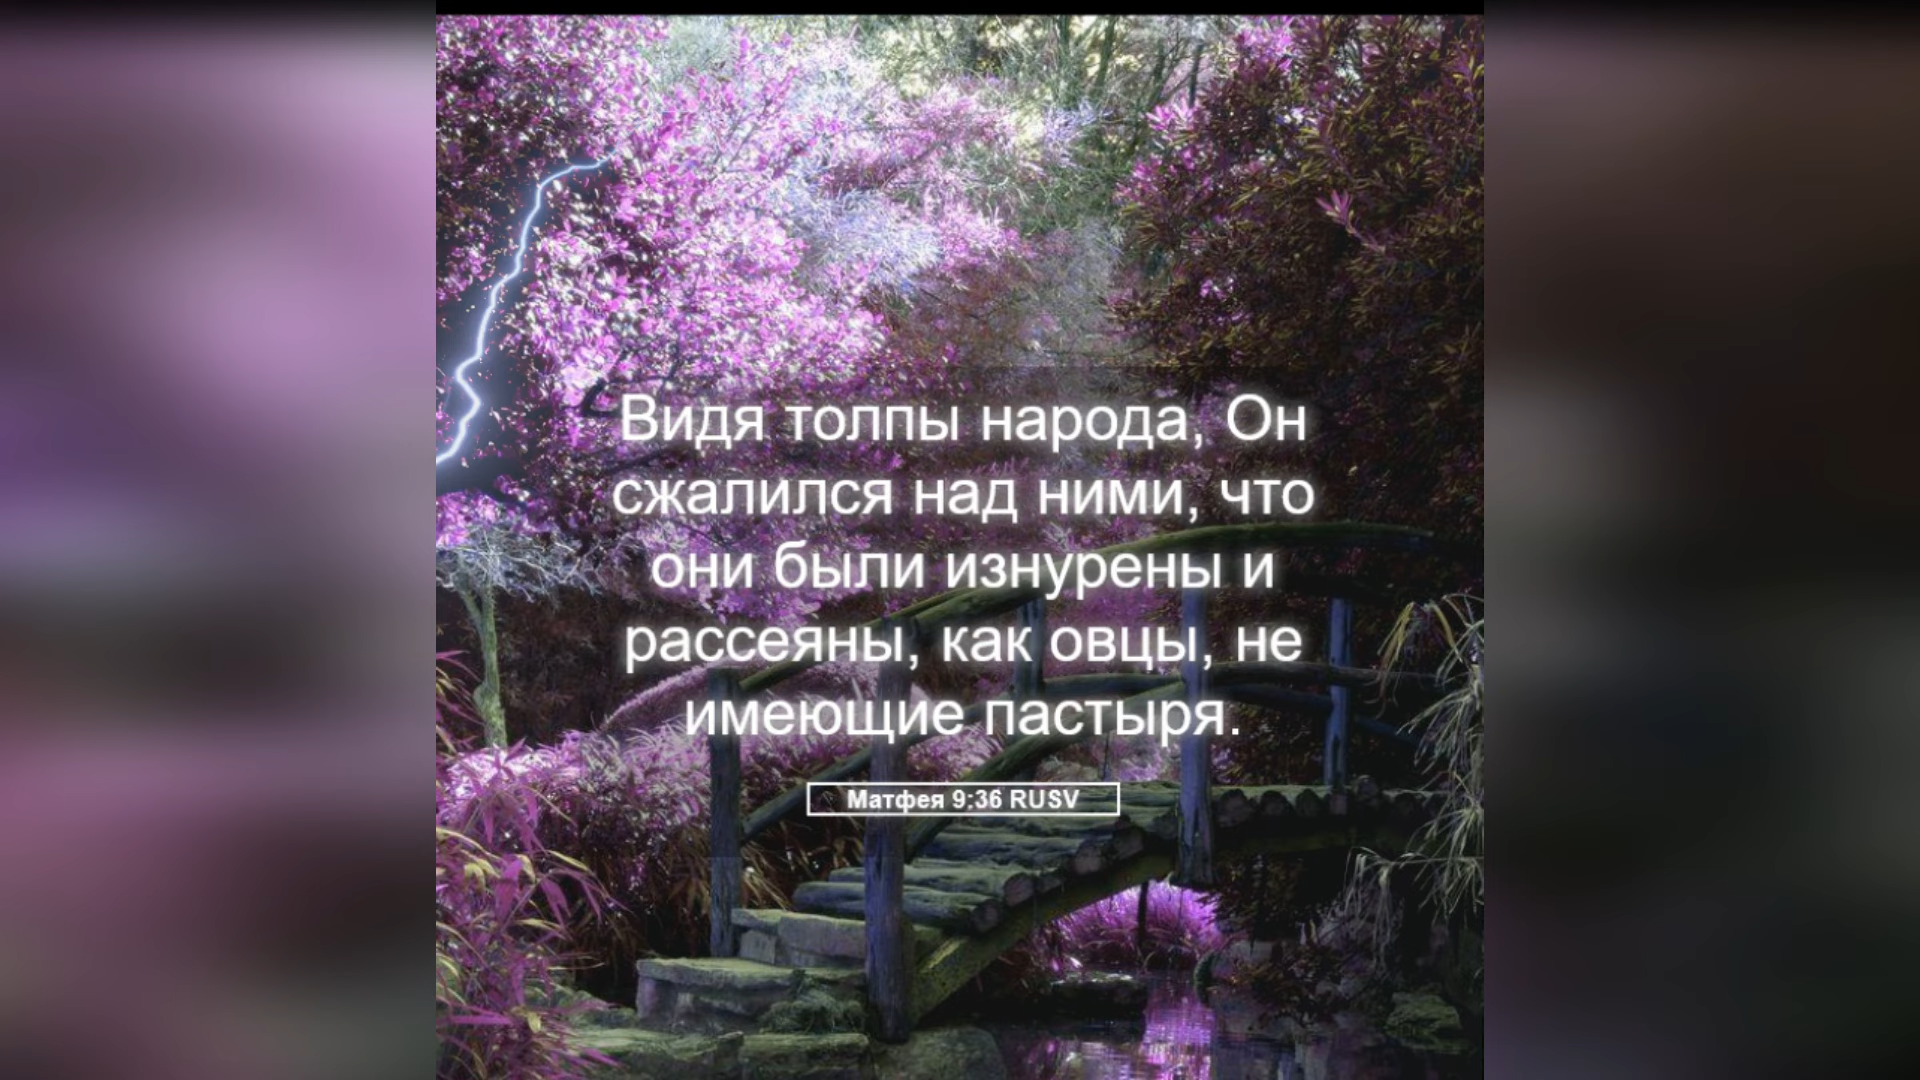 Видя толпы народа, Он
сжалился над ними, что
они были изнурены и
рассеяны, как овцы, не
имеющие пастыря.
Матфея 9:36 RUSV